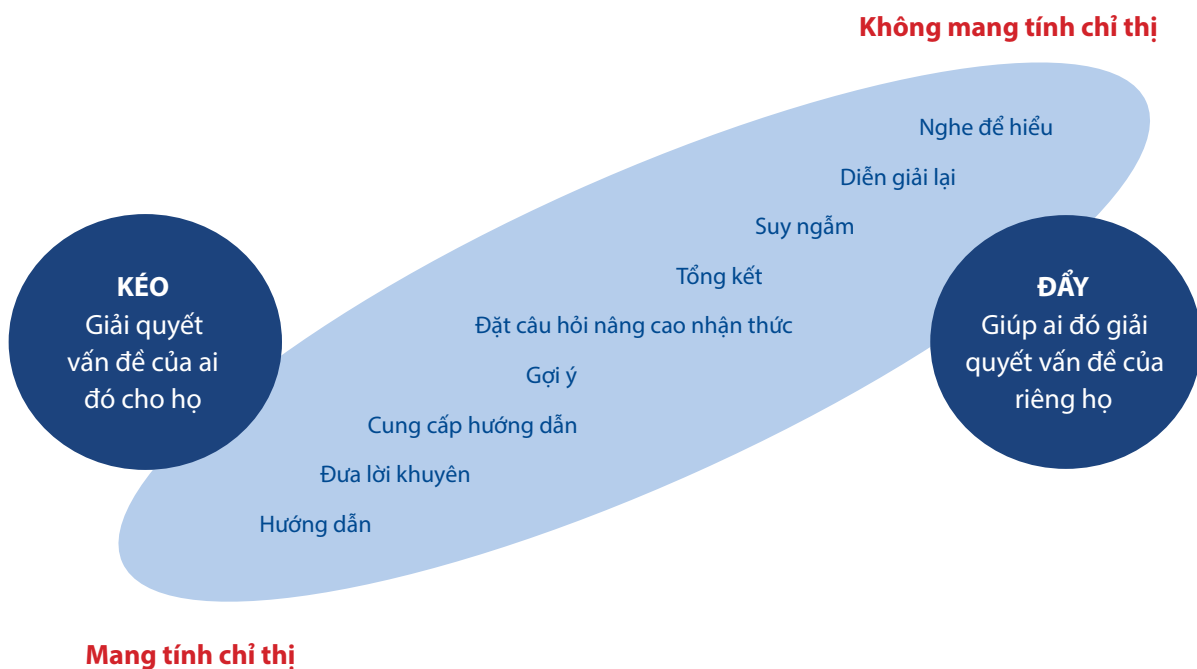 Không mang tính chỉ thị
Nghe để hiểu
Diễn giải lại
Suy ngẫm
Tổng kết
Đặt câu hỏi nâng cao nhận thức
Gợi ý
Cung cấp hướng dẫn
Đưa lời khuyên
Hướng dẫn
KÉO
Giải quyết
vấn đề của ai
đó cho họ
ĐẨY
Giúp ai đó giải
quyết vấn đề của
riêng họ
Mang tính chỉ thị